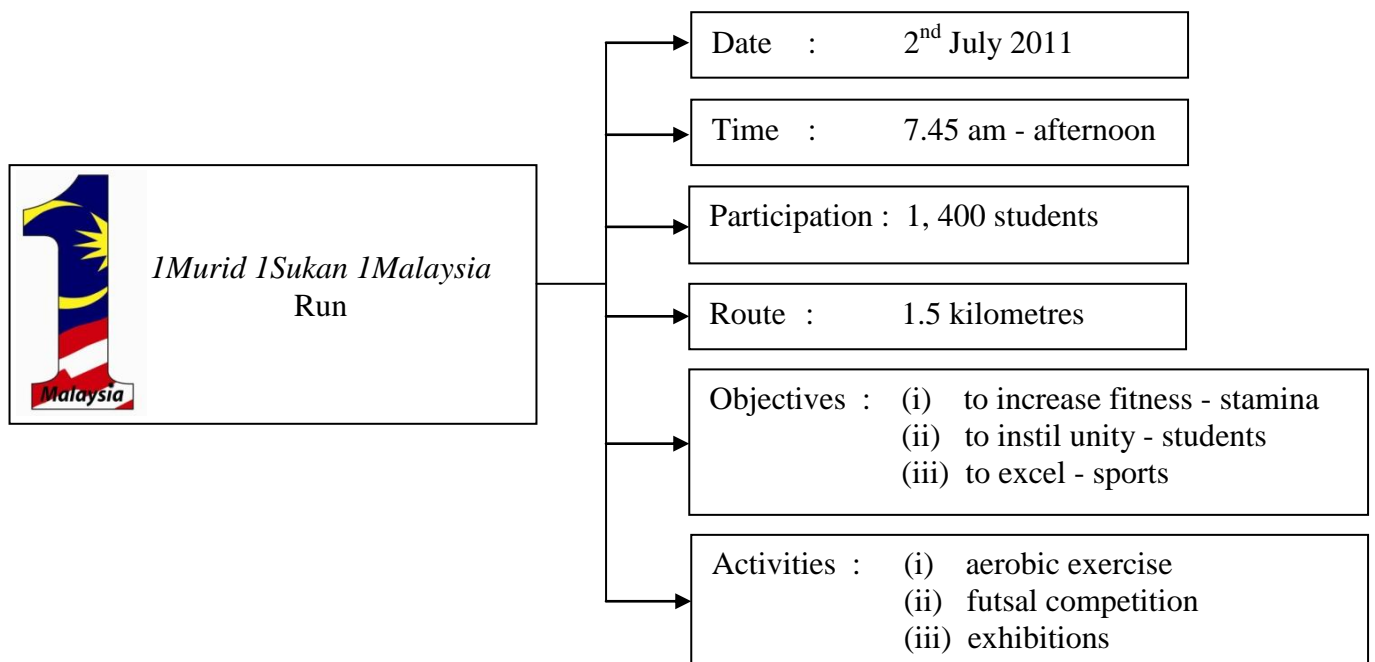 Malaysia
1Murid 1Sukan 1Malaysia
Run
Date : 2nd July 2011
Time : 7.45 am - afternoon
Participation : 1, 400 students
Route : 1.5 kilometres
Objectives : (i) to increase fitness - stamina
(ii) to instil unity - students
(iii) to excel - sports
Activities : (i) aerobic exercise
(ii) futsal competition
(iii) exhibitions